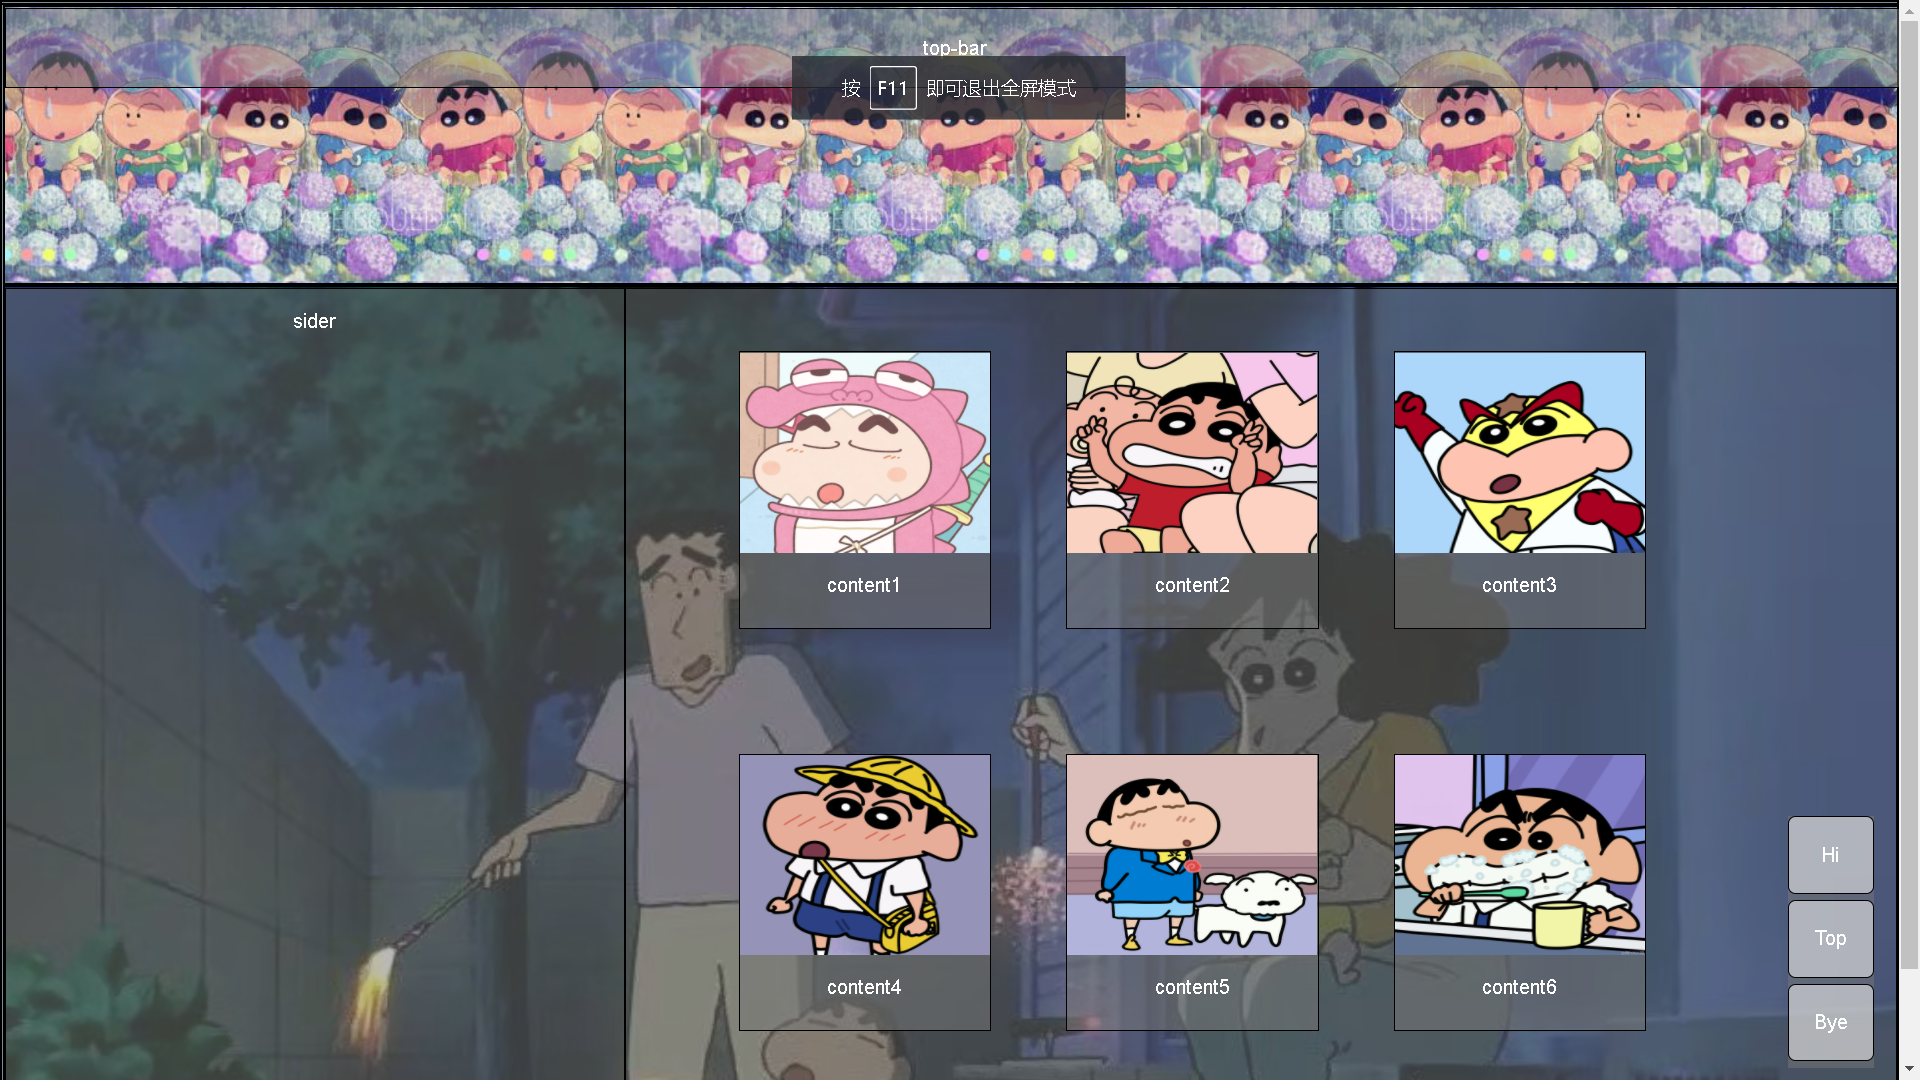 top-bar
按 F11 即可退出全屏模式
sider
content1
content2
content3
content4
content5
content6
Hi
Top
Bye